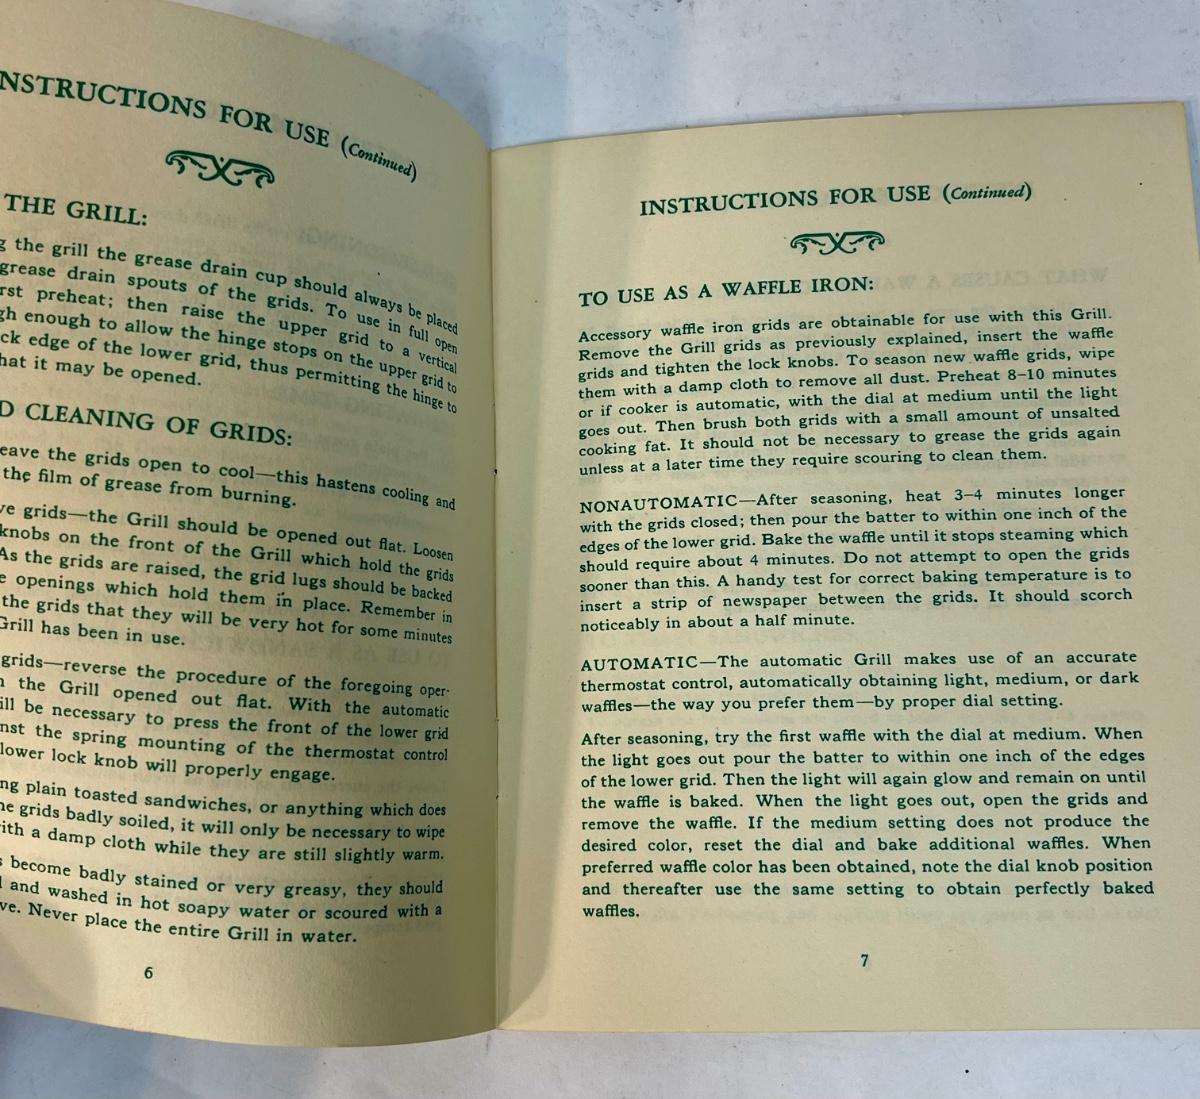 INSTRUCTIONS FOR USE (Continued)
THE GRILL:
the grill the grease drain cup should always be placed
grease drain spouts of the grids. To use in full open
preheat; then raise the upper grid to a vertical
enough to allow the hinge stops on the upper grid to
edge of the lower grid, thus permitting the hinge to
that it may be opened.
CLEANING OF GRIDS:
leave the grids open to cool—this hastens cooling and
the film of grease from burning.
grids—the Grill should be opened out flat. Loosen
knobs on the front of the Grill which hold the grids
As the grids are raised, the grid lugs should be backed
openings which hold them in place. Remember in
the grids that they will be very hot for some minutes
Grill has been in use.
grids—reverse the procedure of the foregoing oper-
the Grill opened out flat. With the automatic
will be necessary to press the front of the lower grid
the spring mounting of the thermostat control
lower lock knob will properly engage.
plain toasted sandwiches, or anything which does
grids badly soiled, it will only be necessary to wipe
with a damp cloth while they are still slightly warm.
become badly stained or very greasy, they should
and washed in hot soapy water or scoured with a
Never place the entire Grill in water.
6
INSTRUCTIONS FOR USE (Continued)
TO USE AS A WAFFLE IRON:
Accessory waffle iron grids are obtainable for use with this Grill.
Remove the Grill grids as previously explained, insert the waffle
grids and tighten the lock knobs. To season new waffle grids, wipe
them with a damp cloth to remove all dust. Preheat 8–10 minutes
or if cooker is automatic, with the dial at medium until the light
goes out. Then brush both grids with a small amount of unsalted
cooking fat. It should not be necessary to grease the grids again
unless at a later time they require scouring to clean them.
NONAUTOMATIC—After seasoning, heat 3–4 minutes longer
with the grids closed; then pour the batter to within one inch of the
edges of the lower grid. Bake the waffle until it stops steaming which
should require about 4 minutes. Do not attempt to open the grids
sooner than this. A handy test for correct baking temperature is to
insert a strip of newspaper between the grids. It should scorch
noticeably in about a half minute.
AUTOMATIC—The automatic Grill makes use of an accurate
thermostat control, automatically obtaining light, medium, or dark
waffles—the way you prefer them—by proper dial setting.
After seasoning, try the first waffle with the dial at medium. When
the light goes out pour the batter to within one inch of the edges
of the lower grid. Then the light will again glow and remain on until
the waffle is baked. When the light goes out, open the grids and
remove the waffle. If the medium setting does not produce the
desired color, reset the dial and bake additional waffles. When
preferred waffle color has been obtained, note the dial knob position
and thereafter use the same setting to obtain perfectly baked
waffles.
7